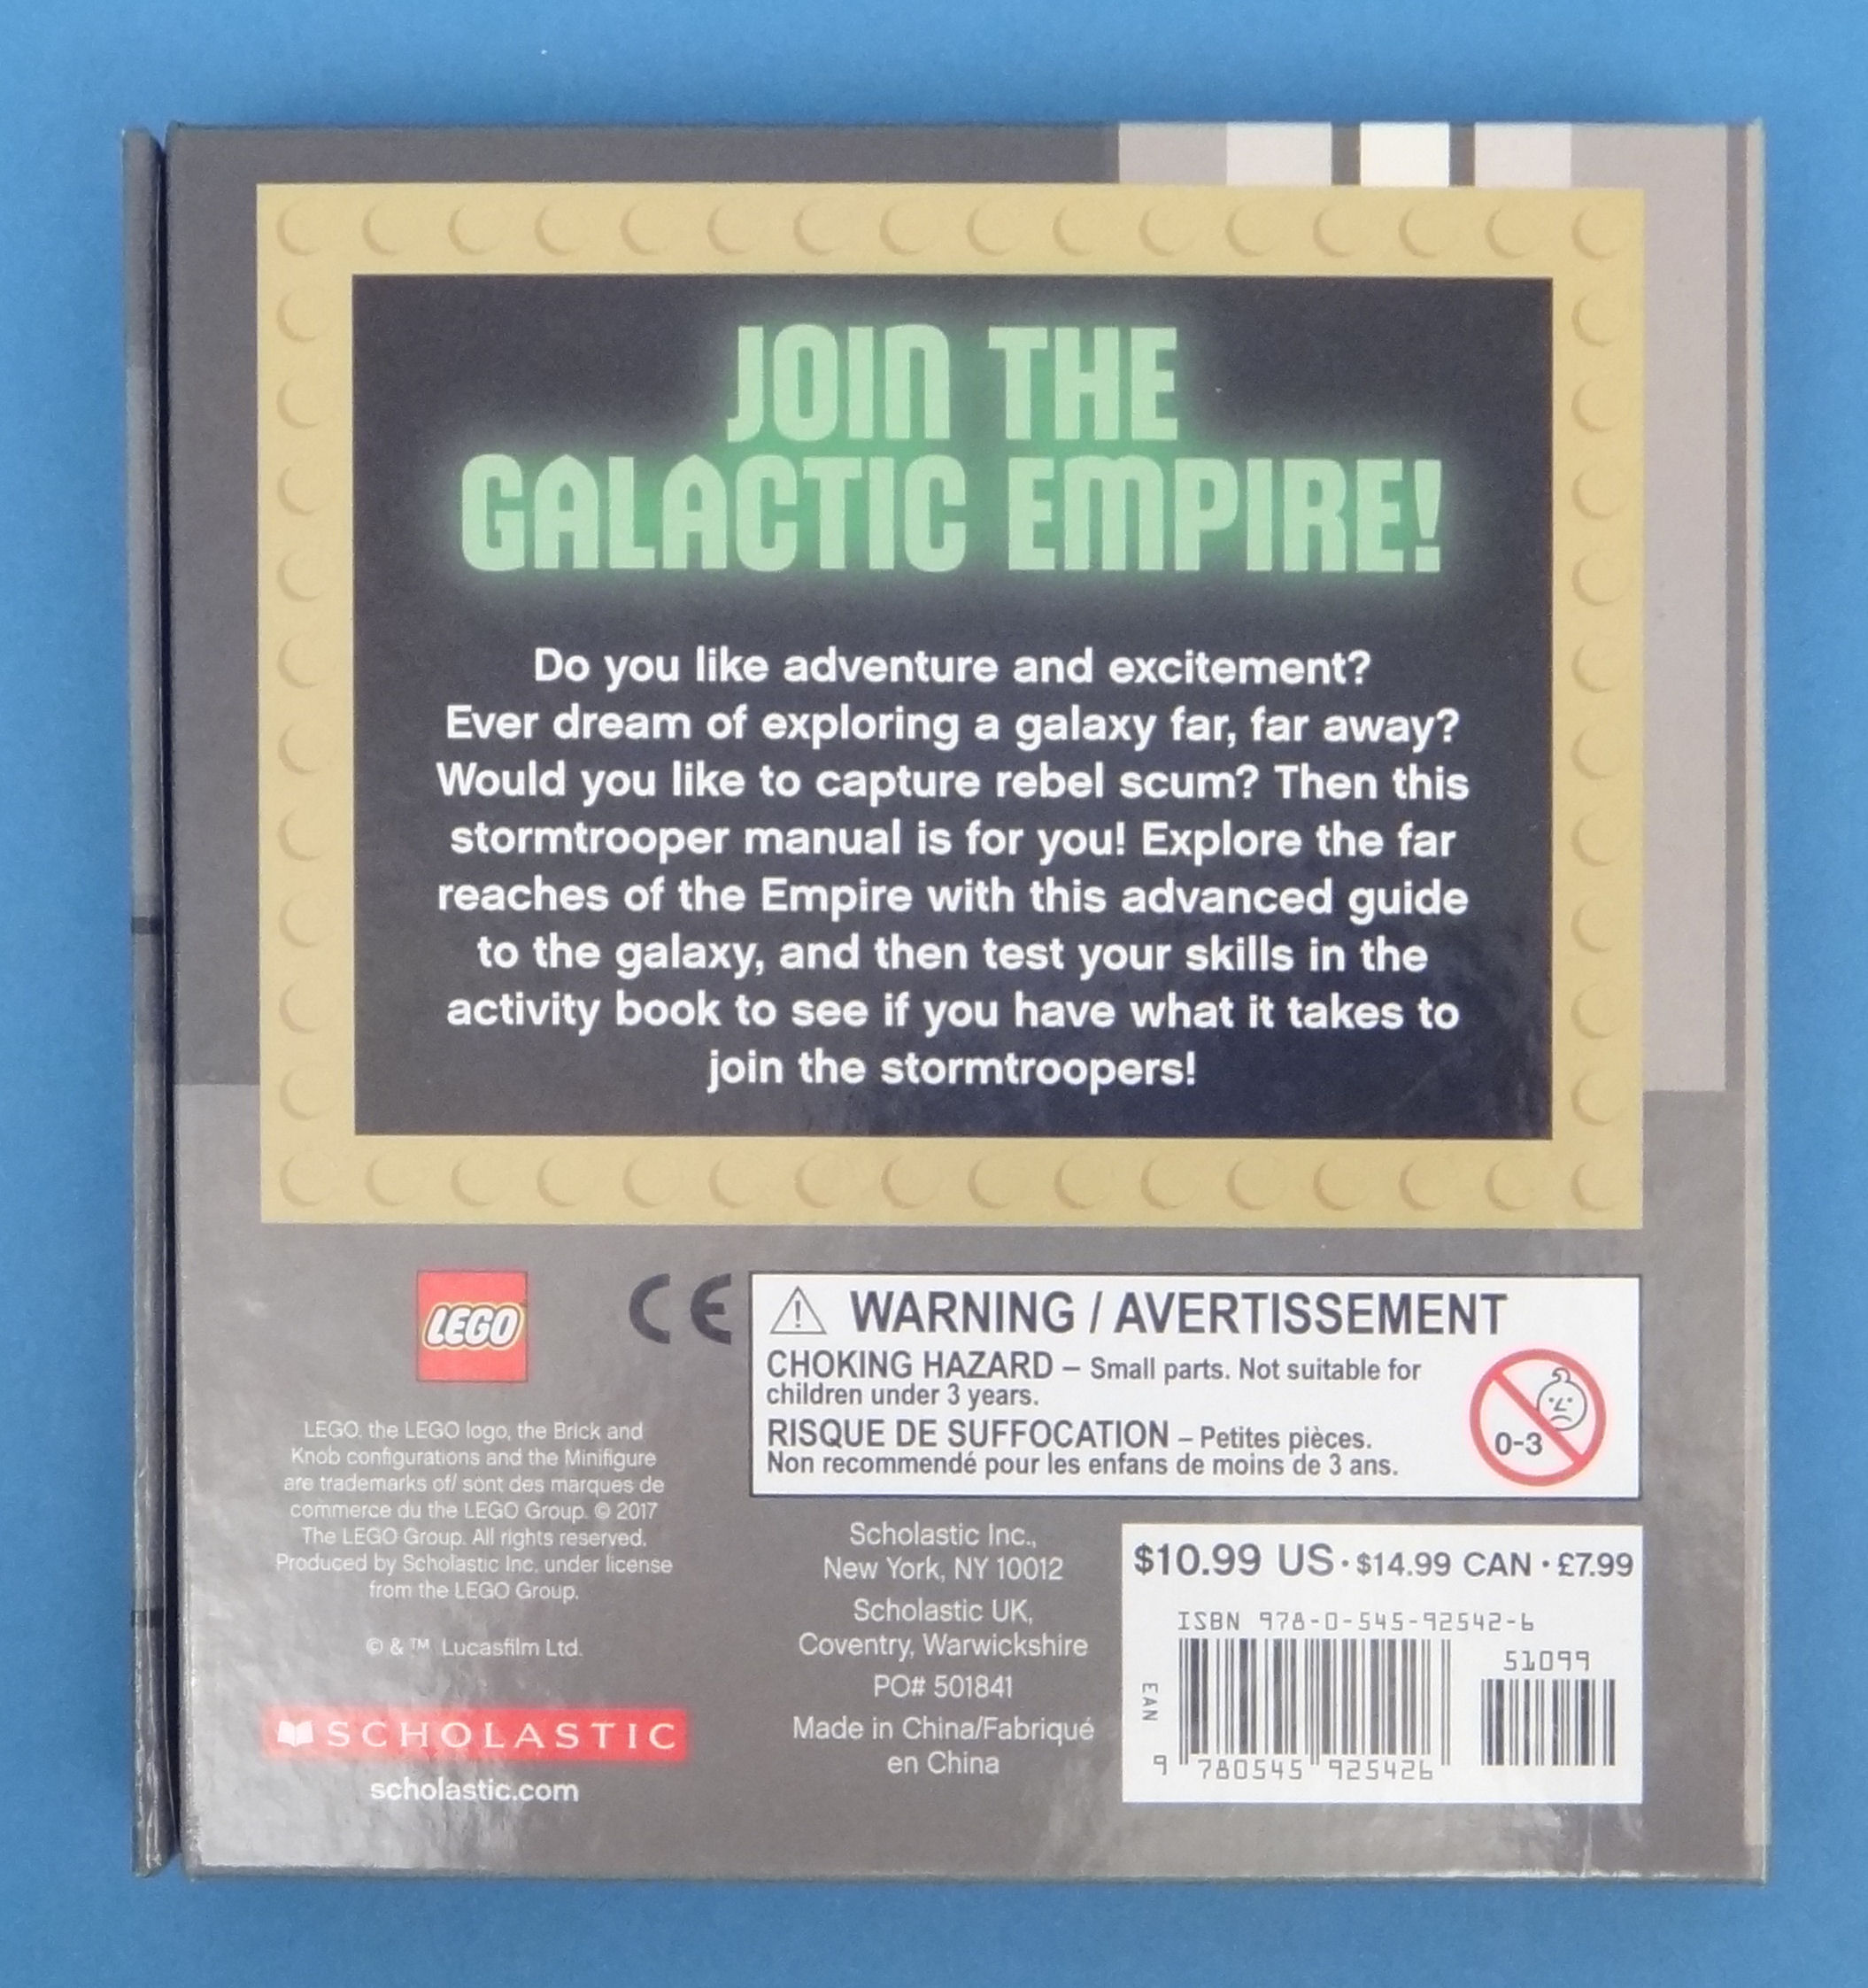 JOIN THE
GALACTIC EMPIRE!
Do you like adventure and excitement?
Ever dream of exploring a galaxy far, far away?
Would you like to capture rebel scum? Then this
stormtrooper manual is for you! Explore the far
reaches of the Empire with this advanced guide
to the galaxy, and then test your skills in the
activity book to see if you have what it takes to
join the stormtroopers!
LEGO
LEGO, the LEGO logo, the Brick and
Knob configurations and the Minifigure
are trademarks of/ sont des marques de
commerce du the LEGO Group. © 2017
The LEGO Group. All rights reserved.
Produced by Scholastic Inc. under license
from the LEGO Group.
© & ™ Lucasfilm Ltd.
SCHOLASTIC
scholastic.com
CE
WARNING / AVERTISSEMENT
CHOKING HAZARD – Small parts. Not suitable for
children under 3 years.
RISQUE DE SUFFOCATION – Petites pièces.
Non recommendé pour les enfans de moins de 3 ans.
0-3
Scholastic Inc.,
New York, NY 10012
Scholastic UK,
Coventry, Warwickshire
PO# 501841
Made in China/Fabriqué
en China
$10.99 US · $14.99 CAN · £7.99
ISBN 978-0-545-92542-6
51099
EAN
9 780545 925426